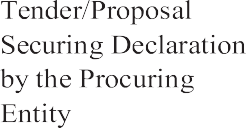 Tender/Proposal
Securing Declaration
by the Procuring
Entity